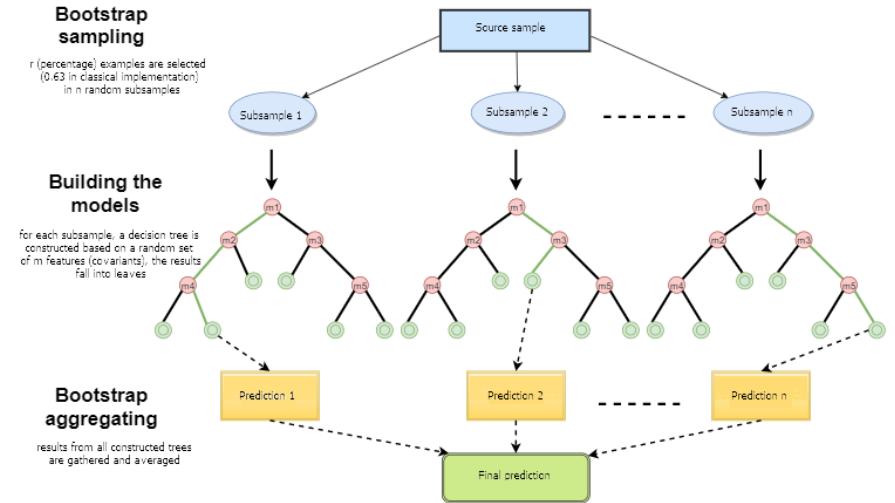 Bootstrap
sampling
r (percentage) examples are selected
(0.63 in classical implementation)
in n random subsamples
Source sample
Subsample 1
Subsample 2
Subsample n
Building the
models
for each subsample, a decision tree is
constructed based on a random set
of m features (covariants), the results
fall into leaves
m1
m2
m3
m4
m5
m1
m2
m3
m4
m5
m1
m2
m3
m4
m5
Bootstrap
aggregating
results from all constructed trees
are gathered and averaged
Prediction 1
Prediction 2
Prediction n
Final prediction